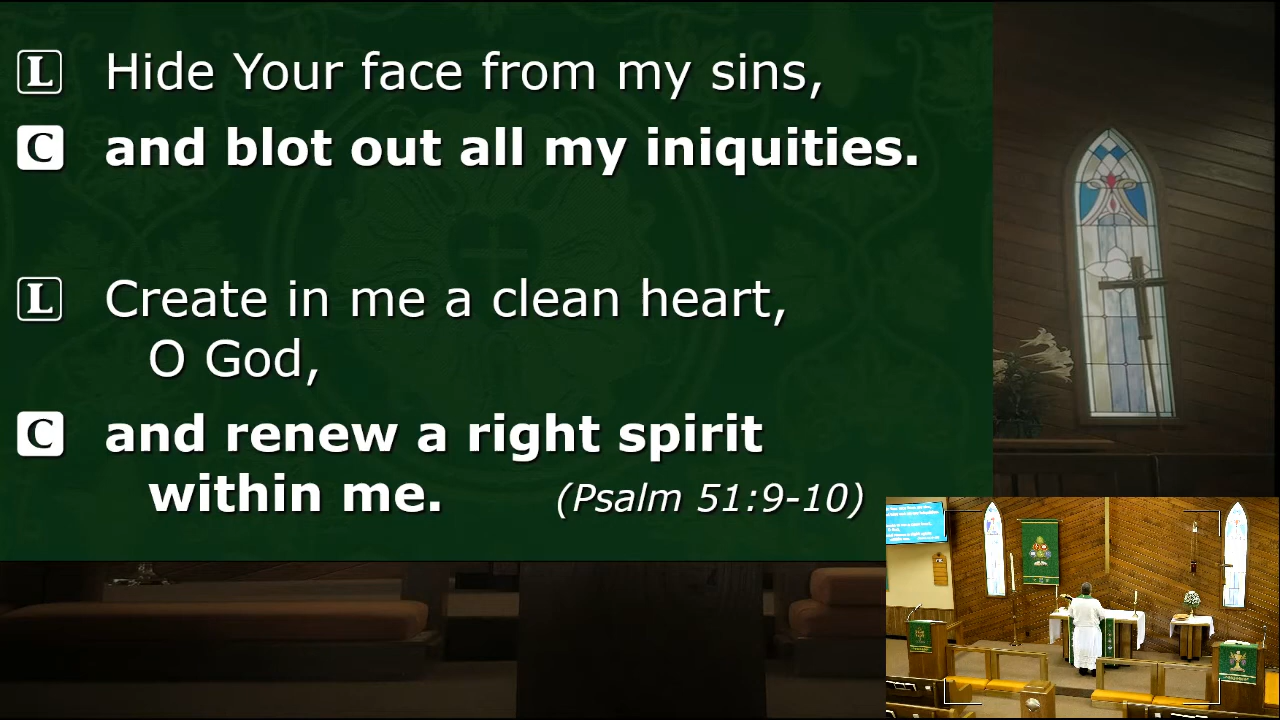 L Hide Your face from my sins,
C and blot out all my iniquities.
L Create in me a clean heart,
O God,
C and renew a right spirit
within me. (Psalm 51:9-10)